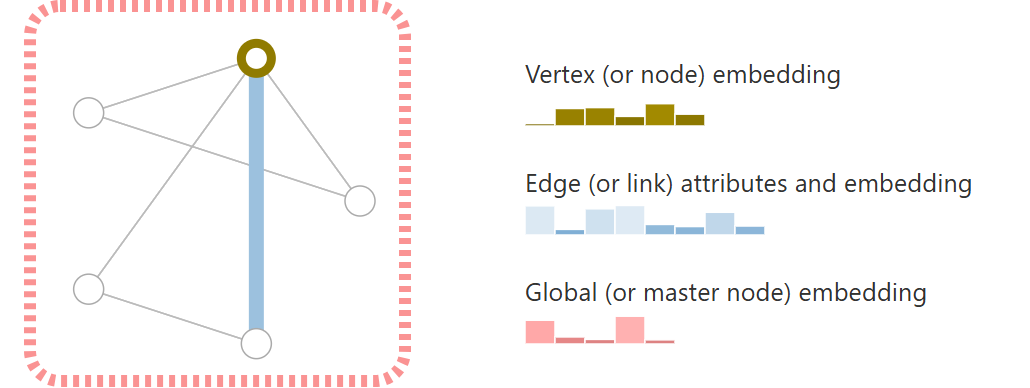 Vertex (or node) embedding
Edge (or link) attributes and embedding
Global (or master node) embedding